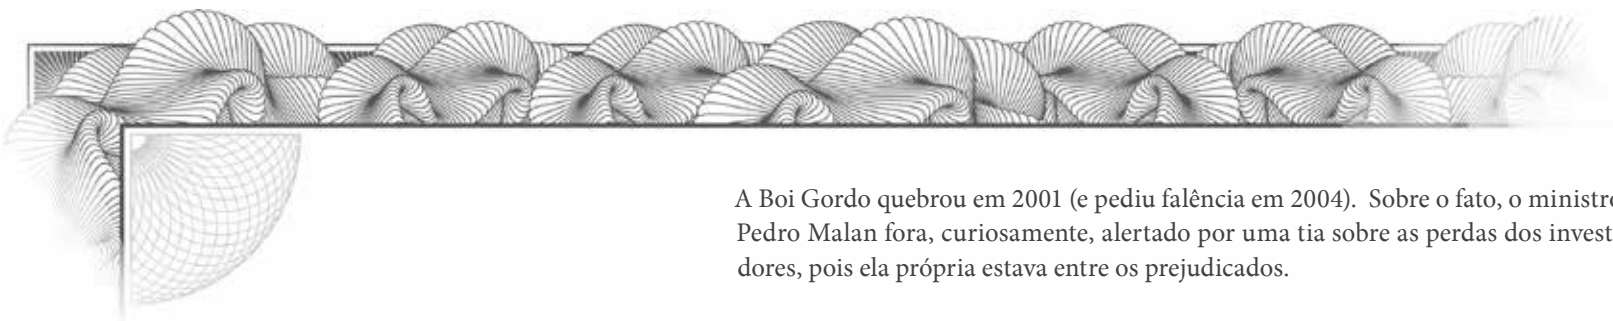 A Boi Gordo quebrou em 2001 (e pediu falência em 2004). Sobre o fato, o ministro
Pedro Malan fora, curiosamente, alertado por uma tia sobre as perdas dos invest
dores, pois ela própria estava entre os prejudicados.